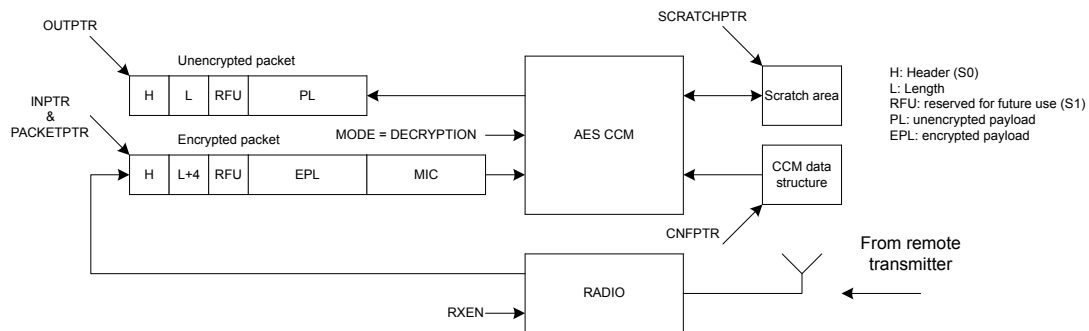 OUTPTR
SCRATCHPTR
Unencrypted packet
H L RFU PL
INPTR
&
PACKETPTR
MODE = DECRYPTION
Encrypted packet
H L+4 RFU EPL MIC
AES CCM
Scratch area
CCM data
structure
CNFPTR
H: Header (S0)
L: Length
RFU: reserved for future use (S1)
PL: unencrypted payload
EPL: encrypted payload
From remote
transmitter
RADIO
RXEN